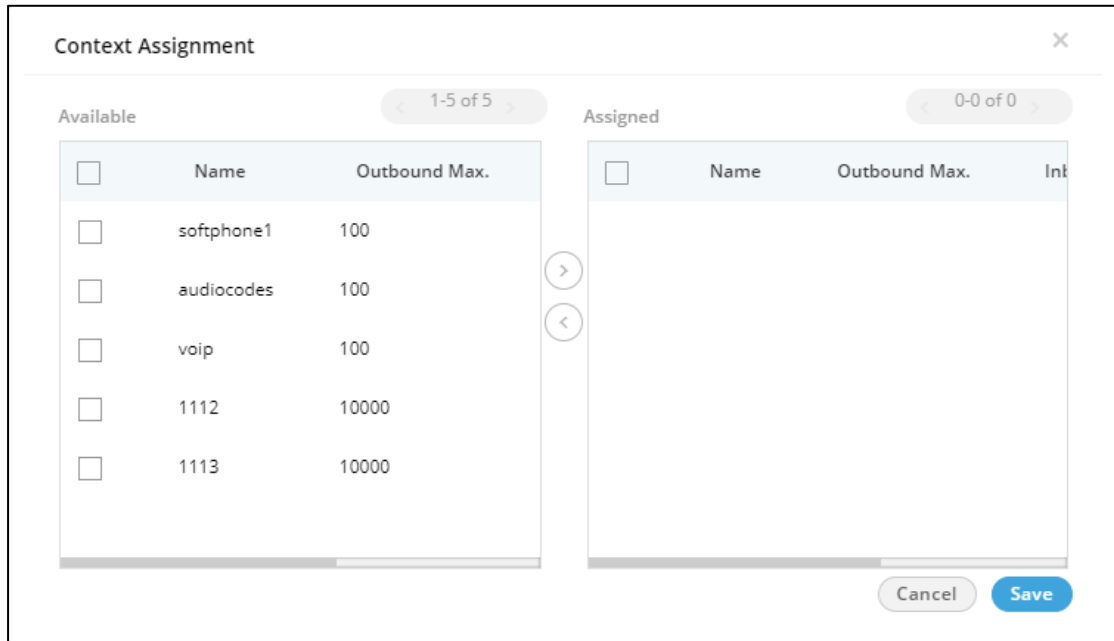 Context Assignment
Available
1-5 of 5
Assigned
0-0 of 0
Name Outbound Max.
Name Outbound Max.
softphone1 100
audiocodes 100
voip 100
1112 10000
1113 10000
Cancel Save